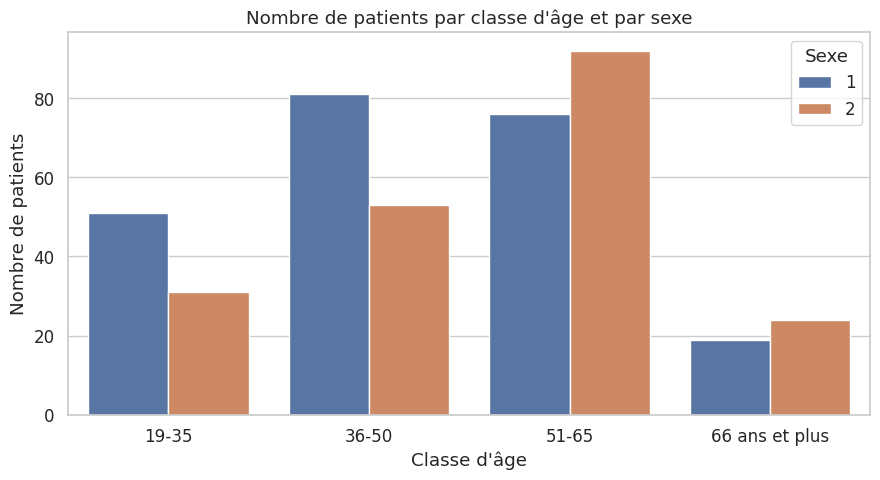 Nombre de patients par classe d'âge et par sexe
Sexe
1
2
Nombre de patients
80
60
40
20
0
19-35
36-50
51-65
66 ans et plus
Classe d'âge